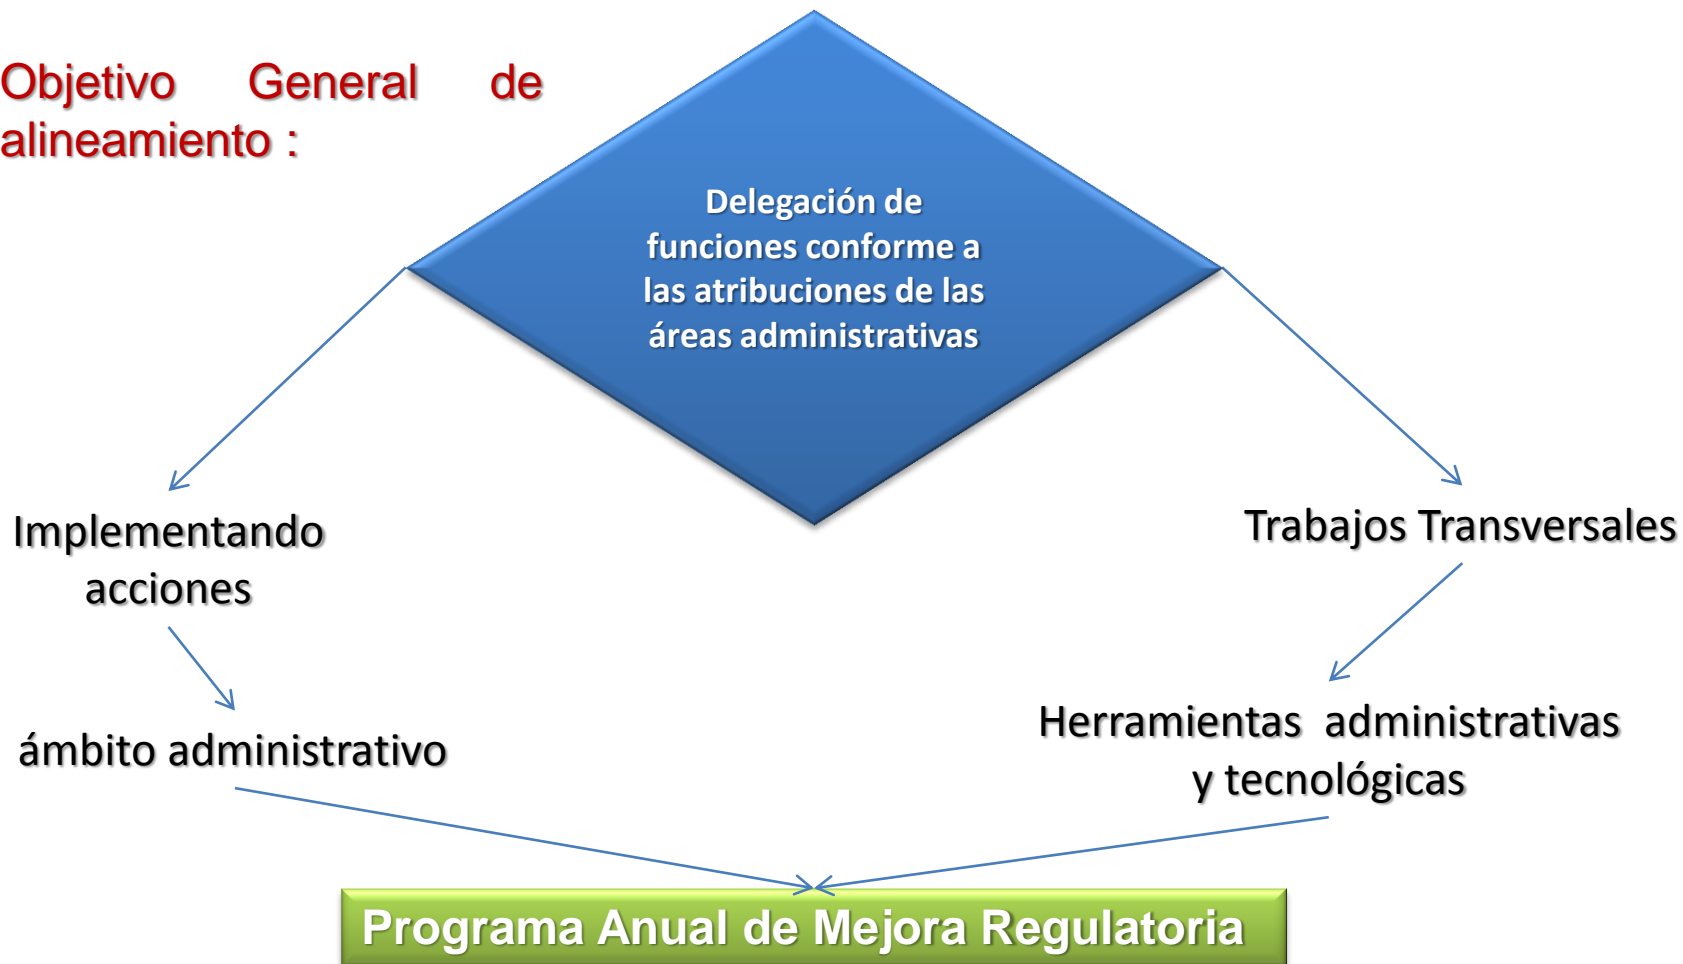 Objetivo General de
alineamiento :
Delegación de
funciones conforme a
las atribuciones de las
áreas administrativas
Implementando
acciones
Trabajos Transversales
ámbito administrativo
Herramientas administrativas
y tecnológicas
Programa Anual de Mejora Regulatoria